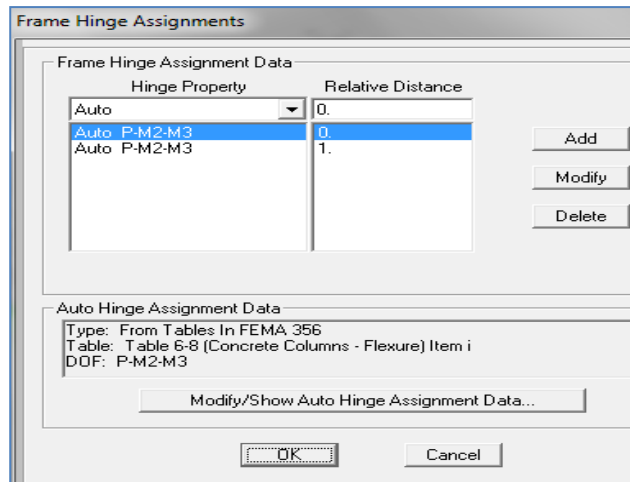 Frame Hinge Assignments
Frame Hinge Assignment Data
Hinge Property Relative Distance
Auto 0.
Auto P-M2-M3 0.
Auto P-M2-M3 1.
Add
Modify
Delete
Auto Hinge Assignment Data
Type: From Tables In FEMA 356
Table: Table 6-8 (Concrete Columns - Flexure) Item i
DOF: P-M2-M3
Modify/Show Auto Hinge Assignment Data...
OK Cancel